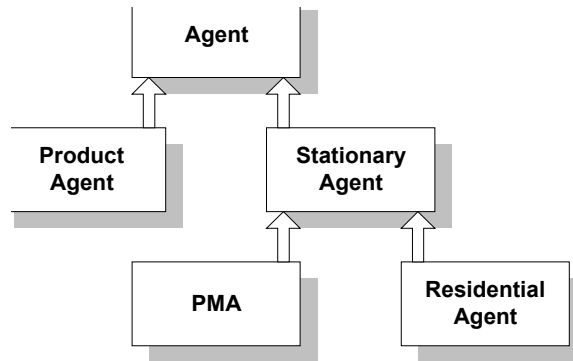 Agent
Product
Agent
Stationary
Agent
PMA
Residential
Agent